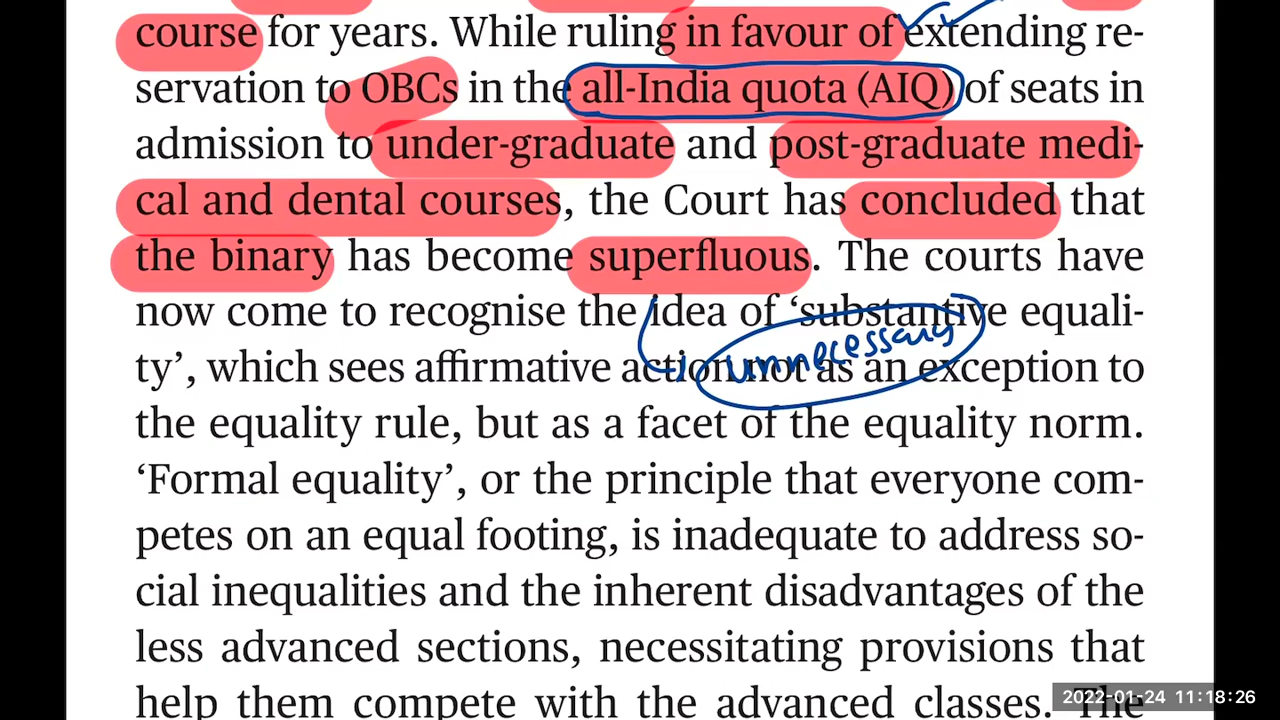 course for years. While ruling in favour of extending re-
servation to OBCs in the all-India quota (AIQ) of seats in
admission to under-graduate and post-graduate medi-
cal and dental courses, the Court has concluded that
the binary has become superfluous. The courts have
now come to recognise the idea of ‘substantive equali-
unnecessary
ty’, which sees affirmative action not as an exception to
the equality rule, but as a facet of the equality norm.
‘Formal equality’, or the principle that everyone com-
petes on an equal footing, is inadequate to address so-
cial inequalities and the inherent disadvantages of the
less advanced sections, necessitating provisions that
help them compete with the advanced classes. The
2022-01-24 11:18:26